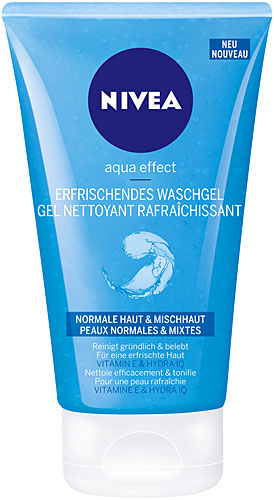 NEU
NOUVEAU
NIVEA
aqua effect
ERFRISCHENDES WASCHGEL
GEL NETTOYANT RAFRAÎCHISSANT
NORMALE HAUT & MISCHHAUT
PEAUX NORMALES & MIXTES
Reinigt gründlich & belebt
Für eine erfrischte Haut
VITAMIN E & HYDRA IQ
Nettoie efficacement & tonifie
Pour une peau rafraîchie
VITAMINE E & HYDRA IQ